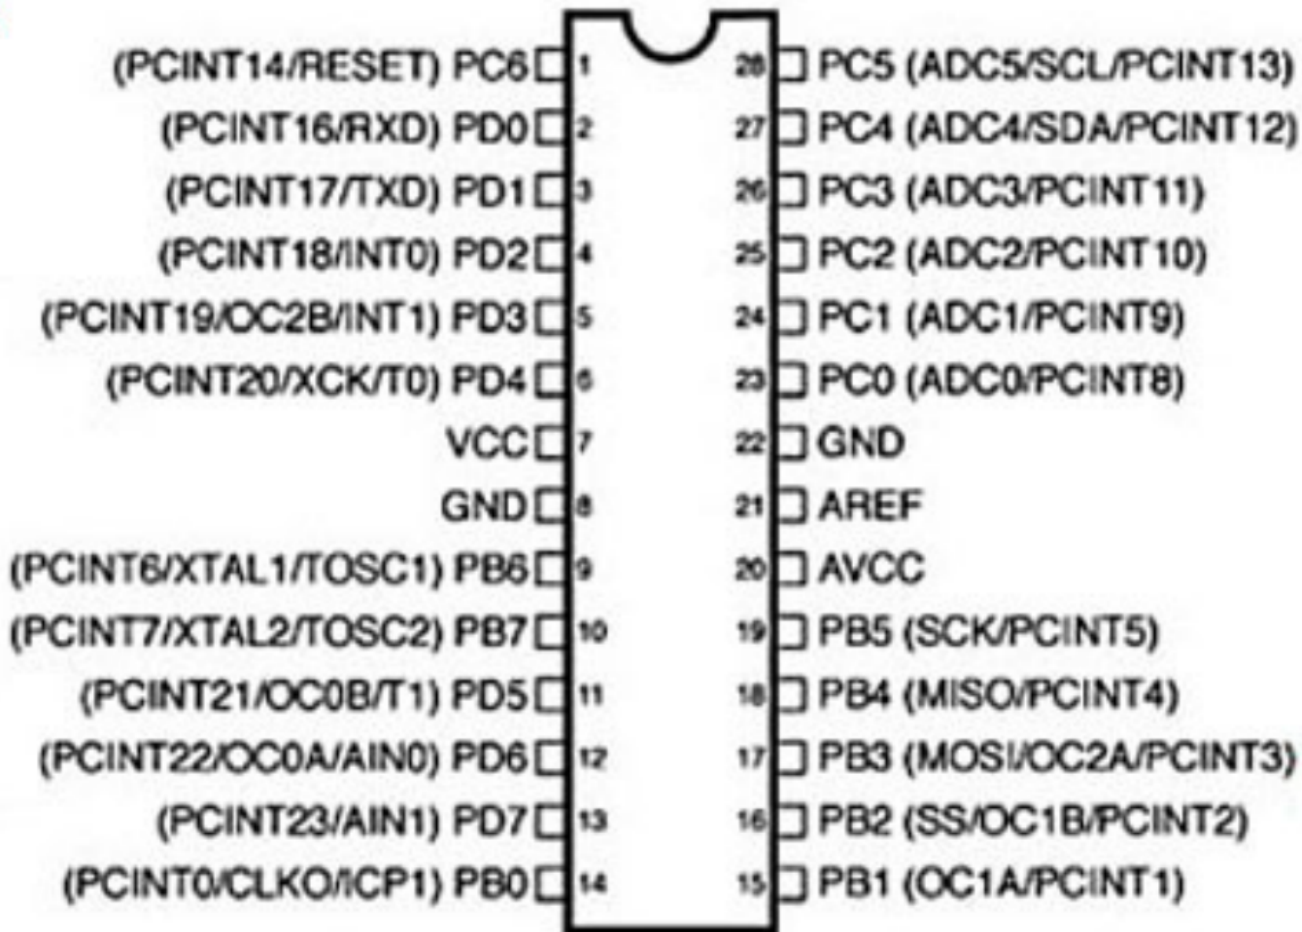 (PCINT14/RESET) PC6 1 28 PC5 (ADC5/SCL/PCINT13)
(PCINT16/RXD) PD0 2 27 PC4 (ADC4/SDA/PCINT12)
(PCINT17/TXD) PD1 3 26 PC3 (ADC3/PCINT11)
(PCINT18/INT0) PD2 4 25 PC2 (ADC2/PCINT10)
(PCINT19/OC2B/INT1) PD3 5 24 PC1 (ADC1/PCINT9)
(PCINT20/XCK/T0) PD4 6 23 PC0 (ADC0/PCINT8)
VCC 7 22 GND
GND 8 21 AREF
(PCINT6/XTAL1/TOSC1) PB6 9 20 AVCC
(PCINT7/XTAL2/TOSC2) PB7 10 19 PB5 (SCK/PCINT5)
(PCINT21/OC0B/T1) PD5 11 18 PB4 (MISO/PCINT4)
(PCINT22/OC0A/AIN0) PD6 12 17 PB3 (MOSI/OC2A/PCINT3)
(PCINT23/AIN1) PD7 13 16 PB2 (SS/OC1B/PCINT2)
(PCINT0/CLKO/ICP1) PB0 14 15 PB1 (OC1A/PCINT1)